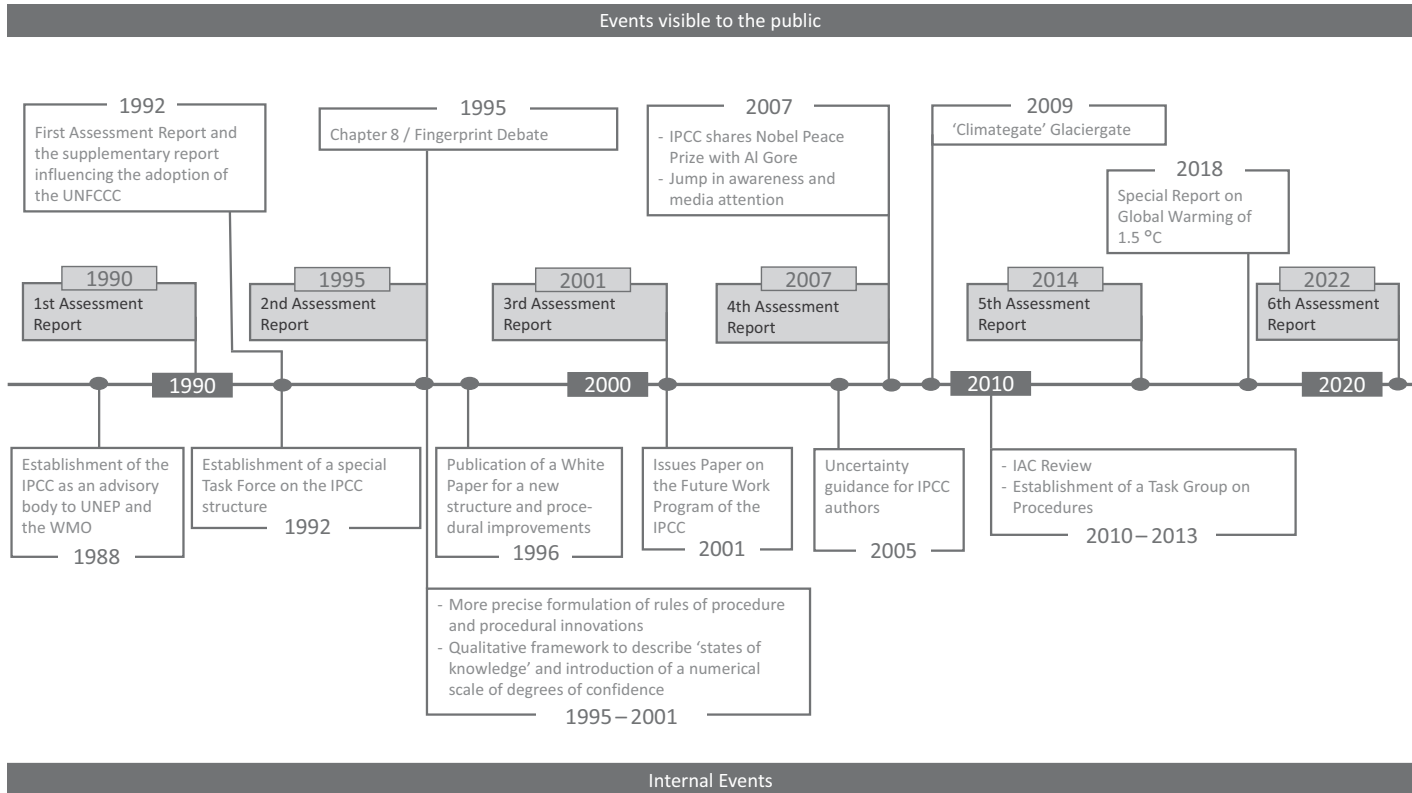 Events visible to the public
1992
First Assessment Report and
the supplementary report
influencing the adoption of
the UNFCCC
1995
Chapter 8 / Fingerprint Debate
2007
- IPCC shares Nobel Peace
Prize with Al Gore
- Jump in awareness and
media attention
2009
‘Climategate’ Glaciergate
2018
Special Report on
Global Warming of
1.5 °C
1990
1st Assessment
Report
1995
2nd Assessment
Report
2001
3rd Assessment
Report
2007
4th Assessment
Report
2014
5th Assessment
Report
2022
6th Assessment
Report
1990
2000
2010
2020
Establishment of the
IPCC as an advisory
body to UNEP and
the WMO
1988
Establishment of a special
Task Force on the IPCC
structure
1992
Publication of a White
Paper for a new
structure and proce-
dural improvements
1996
Issues Paper on
the Future Work
Program of the
IPCC
2001
Uncertainty
guidance for IPCC
authors
2005
- IAC Review
- Establishment of a Task Group on
Procedures
2010–2013
- More precise formulation of rules of procedure
and procedural innovations
- Qualitative framework to describe ‘states of
knowledge’ and introduction of a numerical
scale of degrees of confidence
1995–2001
Internal Events